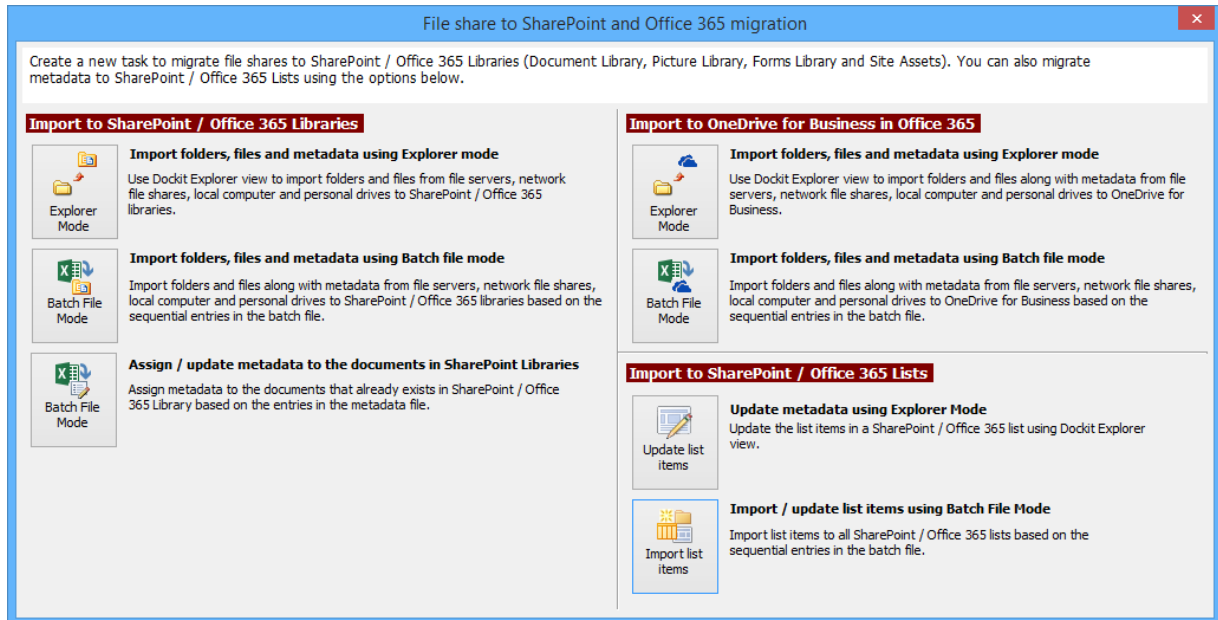 File share to SharePoint and Office 365 migration
Create a new task to migrate file shares to SharePoint / Office 365 Libraries (Document Library, Picture Library, Forms Library and Site Assets). You can also migrate
metadata to SharePoint / Office 365 Lists using the options below.
Import to SharePoint / Office 365 Libraries
Explorer
Mode
Import folders, files and metadata using Explorer mode
Use Dockit Explorer view to import folders and files from file servers, network
file shares, local computer and personal drives to SharePoint / Office 365
libraries.
Batch File
Mode
Import folders, files and metadata using Batch file mode
Import folders and files along with metadata from file servers, network file shares,
local computer and personal drives to SharePoint / Office 365 libraries based on the
sequential entries in the batch file.
Batch File
Mode
Assign / update metadata to the documents in SharePoint Libraries
Assign metadata to the documents that already exists in SharePoint / Office
365 Library based on the entries in the metadata file.
Import to OneDrive for Business in Office 365
Explorer
Mode
Import folders, files and metadata using Explorer mode
Use Dockit Explorer view to import folders and files along with metadata from file
servers, network file shares, local computer and personal drives to OneDrive for
Business.
Batch File
Mode
Import folders, files and metadata using Batch file mode
Import folders and files along with metadata from file servers, network file shares,
local computer and personal drives to OneDrive for Business based on the
sequential entries in the batch file.
Import to SharePoint / Office 365 Lists
Update list
items
Update metadata using Explorer Mode
Update the list items in a SharePoint / Office 365 list using Dockit Explorer
view.
Import list
items
Import / update list items using Batch File Mode
Import list items to all SharePoint / Office 365 lists based on the
sequential entries in the batch file.